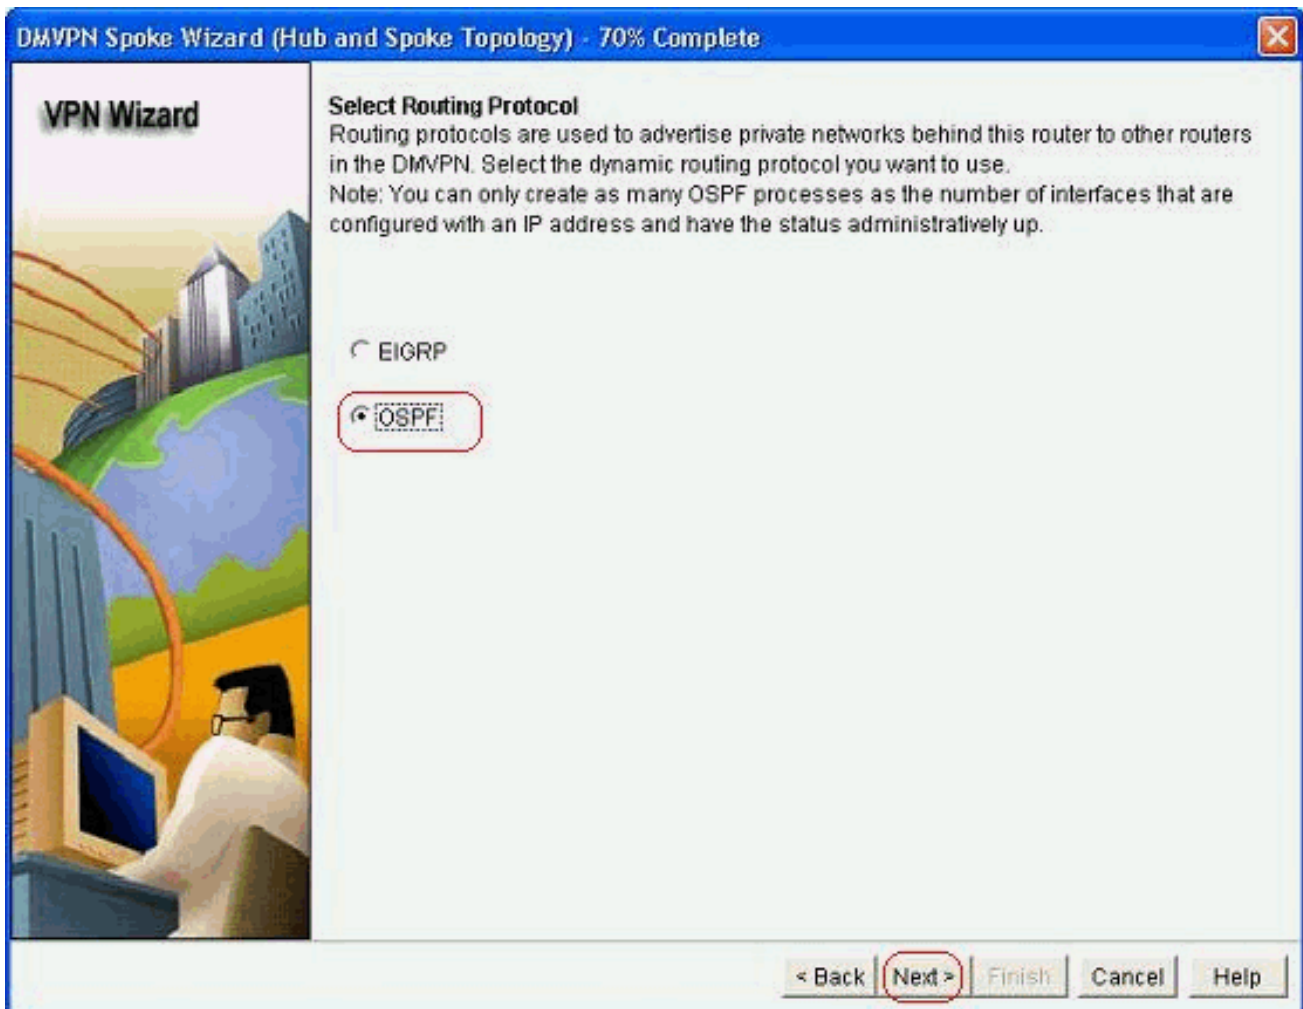 DMVPN Spoke Wizard (Hub and Spoke Topology) - 70% Complete
VPN Wizard
Select Routing Protocol
Routing protocols are used to advertise private networks behind this router to other routers
in the DMVPN. Select the dynamic routing protocol you want to use.
Note: You can only create as many OSPF processes as the number of interfaces that are
configured with an IP address and have the status administratively up.
EIGRP
OSPF
< Back Next > Finish Cancel Help